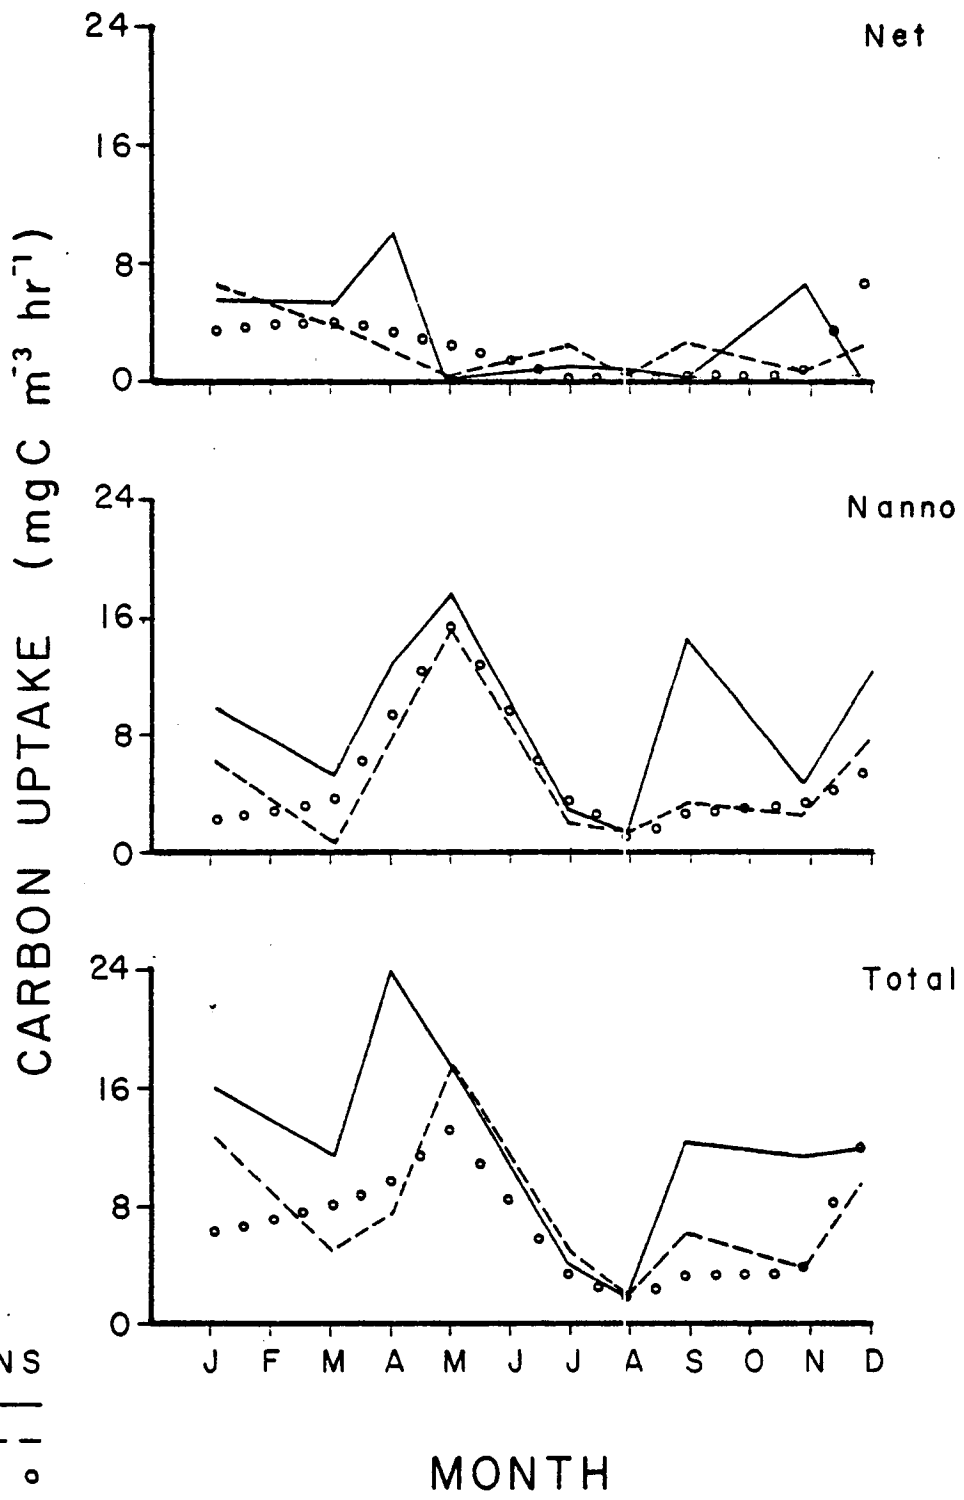 Net
24
16
8
0
Nanno
24
16
8
0
Total
24
16
8
0
J F M A M J J A S O N D
MONTH
CARBON UPTAKE (mgC m⁻³ hr⁻¹)
NS